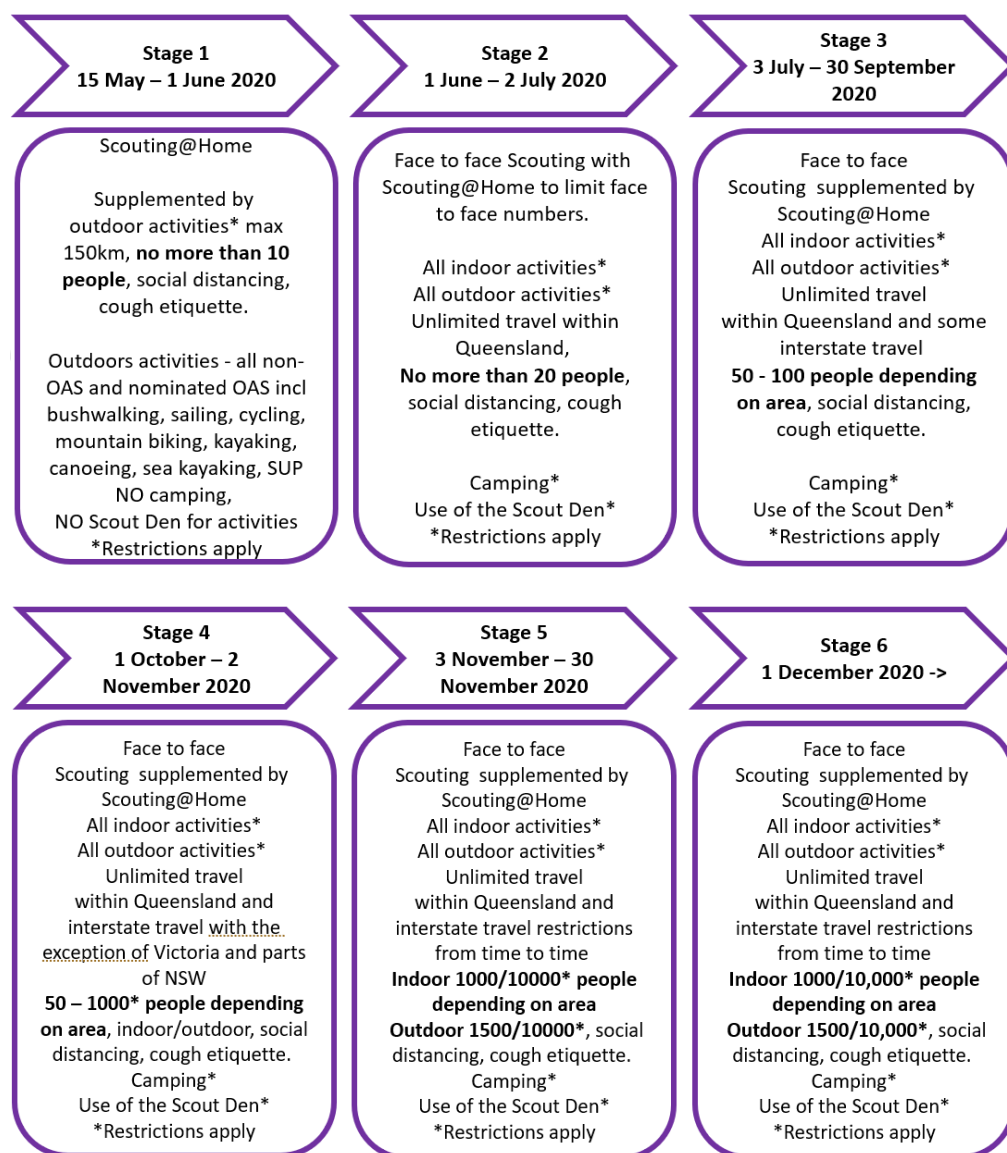 Stage 1
15 May – 1 June 2020
Scouting@Home
Supplemented by
outdoor activities* max
150km, no more than 10
people, social distancing,
cough etiquette.
Outdoors activities - all non-
OAS and nominated OAS incl
bushwalking, sailing, cycling,
mountain biking, kayaking,
canoeing, sea kayaking, SUP
NO camping,
NO Scout Den for activities
*Restrictions apply
Stage 2
1 June – 2 July 2020
Face to face Scouting with
Scouting@Home to limit face
to face numbers.
All indoor activities*
All outdoor activities*
Unlimited travel within
Queensland,
No more than 20 people,
social distancing, cough
etiquette.
Camping*
Use of the Scout Den*
*Restrictions apply
Stage 3
3 July – 30 September
2020
Face to face
Scouting supplemented by
Scouting@Home
All indoor activities*
All outdoor activities*
Unlimited travel
within Queensland and some
interstate travel
50 - 100 people depending
on area, social distancing,
cough etiquette.
Camping*
Use of the Scout Den*
*Restrictions apply
Stage 4
1 October – 2
November 2020
Face to face
Scouting supplemented by
Scouting@Home
All indoor activities*
All outdoor activities*
Unlimited travel
within Queensland and
interstate travel with the
exception of Victoria and parts
of NSW
50 – 1000* people depending
on area, indoor/outdoor, social
distancing, cough etiquette.
Camping*
Use of the Scout Den*
*Restrictions apply
Stage 5
3 November – 30
November 2020
Face to face
Scouting supplemented by
Scouting@Home
All indoor activities*
All outdoor activities*
Unlimited travel
within Queensland and
interstate travel restrictions
from time to time
Indoor 1000/10000* people
depending on area
Outdoor 1500/10000*, social
distancing, cough etiquette.
Camping*
Use of the Scout Den*
*Restrictions apply
Stage 6
1 December 2020 ->
Face to face
Scouting supplemented by
Scouting@Home
All indoor activities*
All outdoor activities*
Unlimited travel
within Queensland and
interstate travel restrictions
from time to time
Indoor 1000/10,000* people
depending on area
Outdoor 1500/10,000*, social
distancing, cough etiquette.
Camping*
Use of the Scout Den*
*Restrictions apply